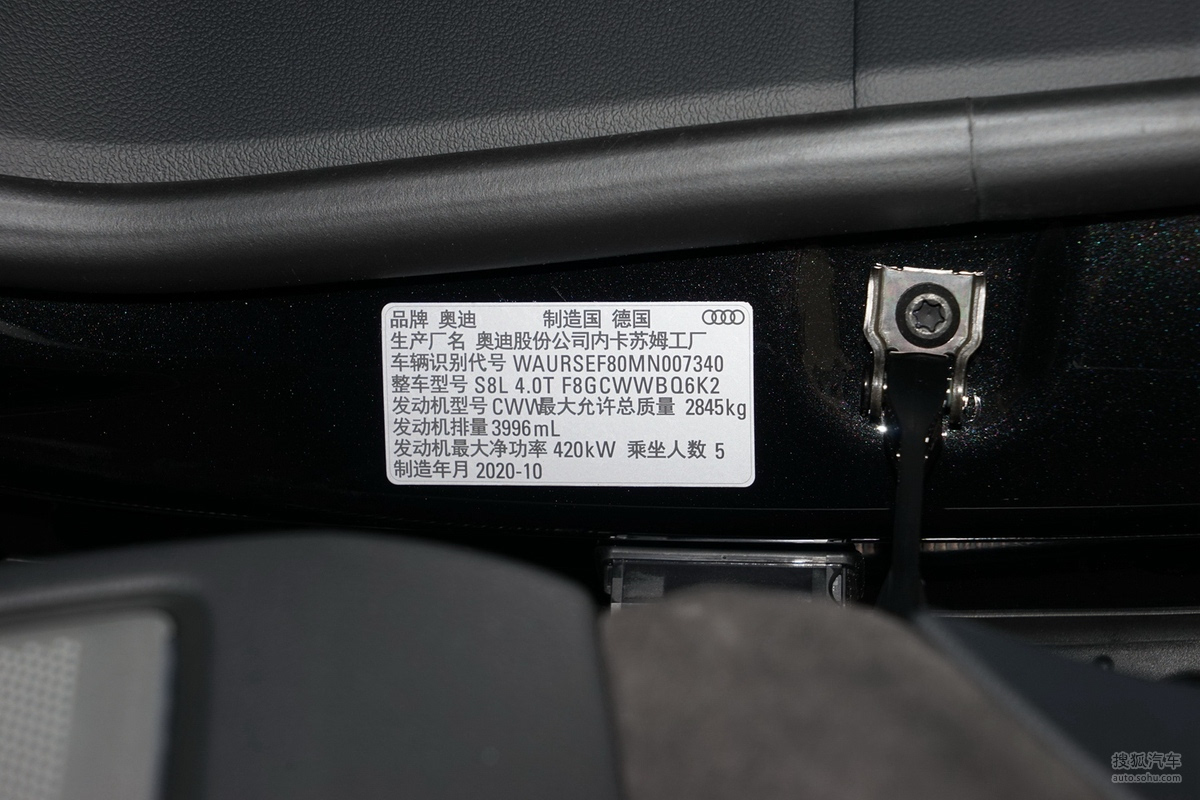 品牌 奥迪 制造国 德国
生产厂名 奥迪股份公司内卡苏姆工厂
车辆识别代号 WAURSEF80MN007340
整车型号 S8L 4.0T F8GCWWBQ6K2
发动机型号 CWW最大允许总质量 2845kg
发动机排量 3996mL
发动机最大净功率 420kW 乘坐人数 5
制造年月 2020-10
搜狐汽车
auto.sohu.com